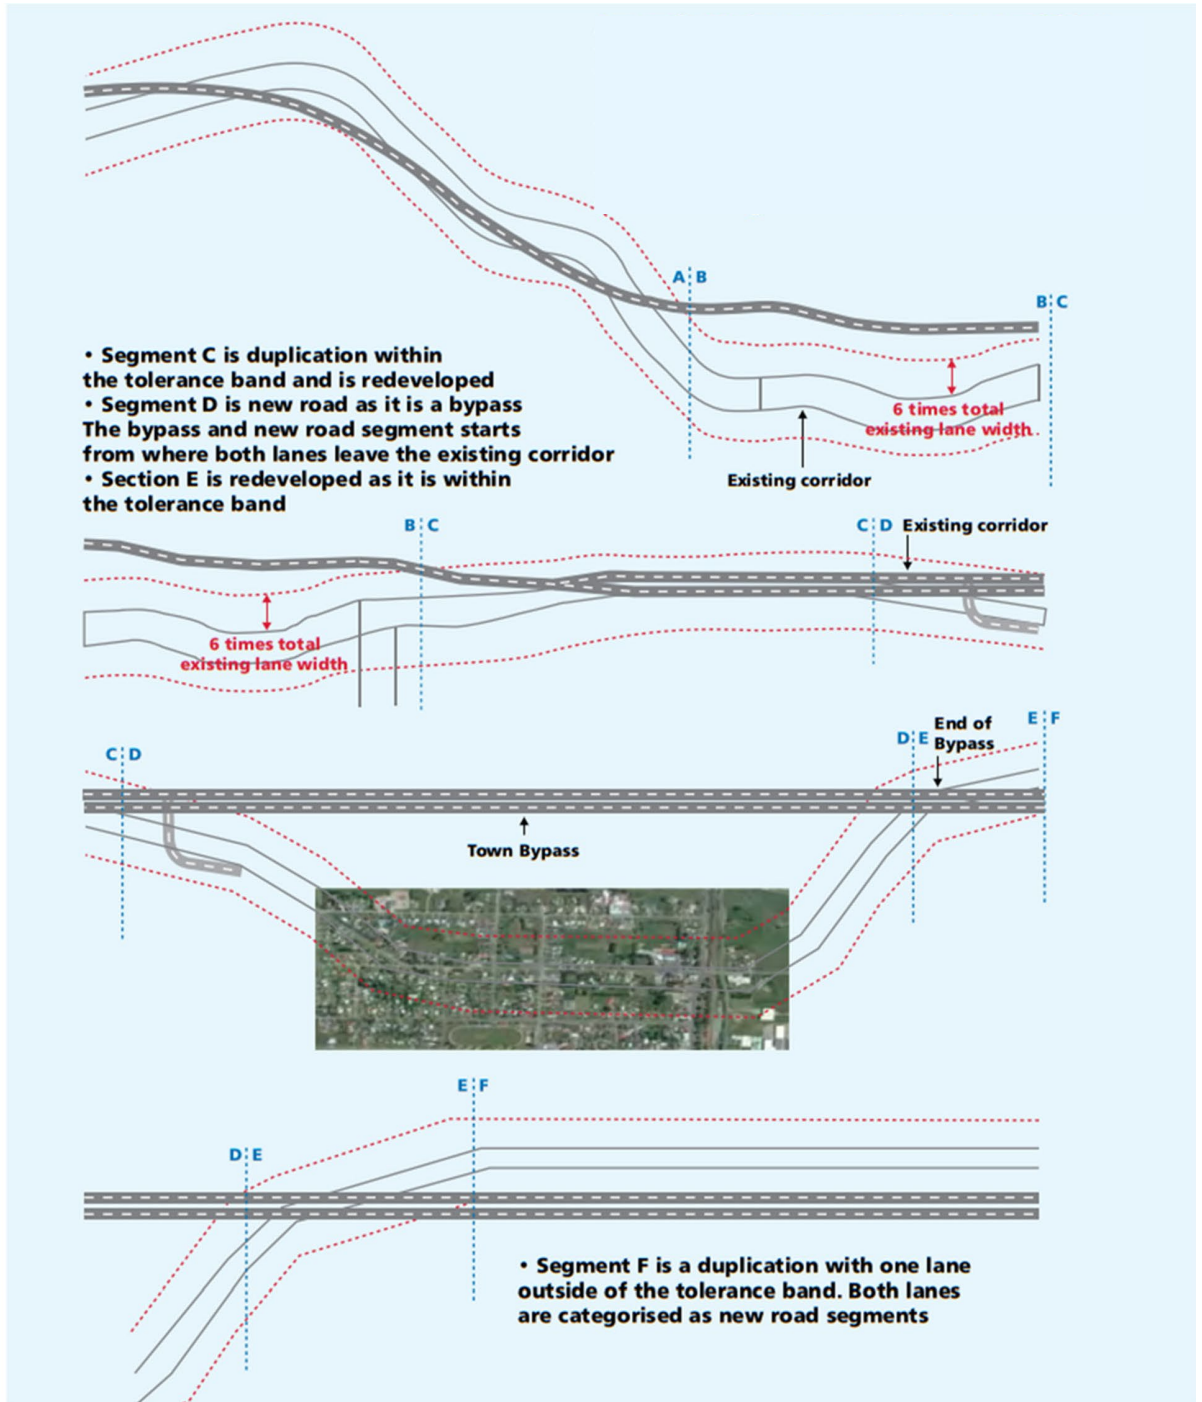 A B
B C
• Segment C is duplication within
the tolerance band and is redeveloped
• Segment D is new road as it is a bypass
The bypass and new road segment starts
from where both lanes leave the existing corridor
• Section E is redeveloped as it is within
the tolerance band
6 times total
existing lane width
Existing corridor
B C
C D
Existing corridor
6 times total
existing lane width
C D
D E
End of
Bypass
E F
Town Bypass
E F
D E
• Segment F is a duplication with one lane
outside of the tolerance band. Both lanes
are categorised as new road segments